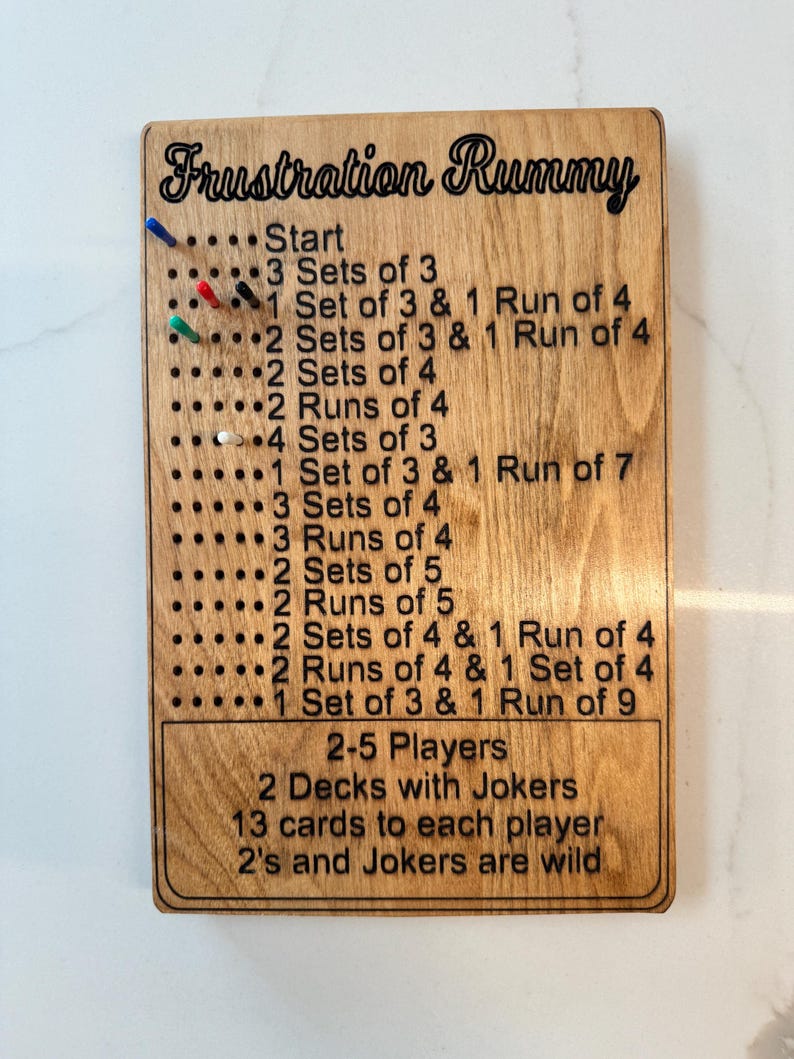 Frustration Rummy
Start
3 Sets of 3
1 Set of 3 & 1 Run of 4
2 Sets of 3 & 1 Run of 4
2 Sets of 4
2 Runs of 4
4 Sets of 3
1 Set of 3 & 1 Run of 7
3 Sets of 4
3 Runs of 4
2 Sets of 5
2 Runs of 5
2 Sets of 4 & 1 Run of 4
2 Runs of 4 & 1 Set of 4
1 Set of 3 & 1 Run of 9
2-5 Players
2 Decks with Jokers
13 cards to each player
2's and Jokers are wild